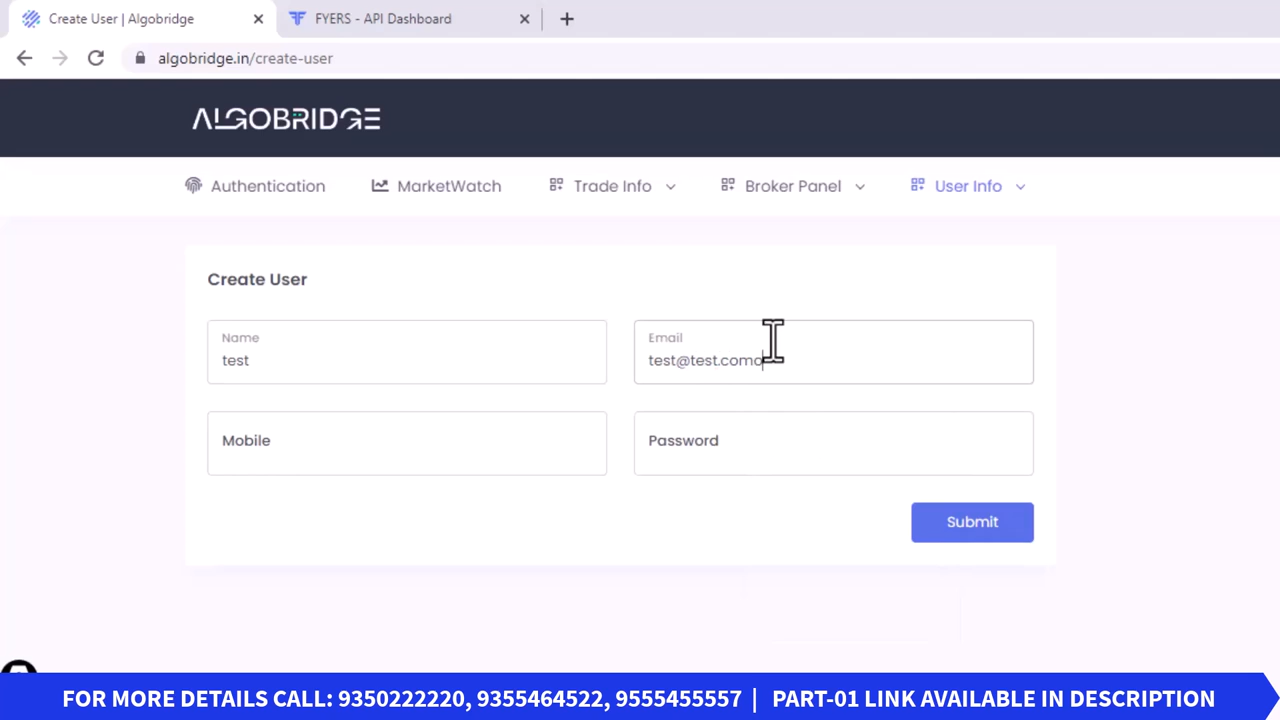 Create User | Algobridge
FYERS - API Dashboard
algobridge.in/create-user
ALGOBRIDGE
Authentication
MarketWatch
Trade Info
Broker Panel
User Info
Create User
Name
test
Email
test@test.como
Mobile
Password
Submit
FOR MORE DETAILS CALL: 9350222220, 9355464522, 9555455557 | PART-01 LINK AVAILABLE IN DESCRIPTION